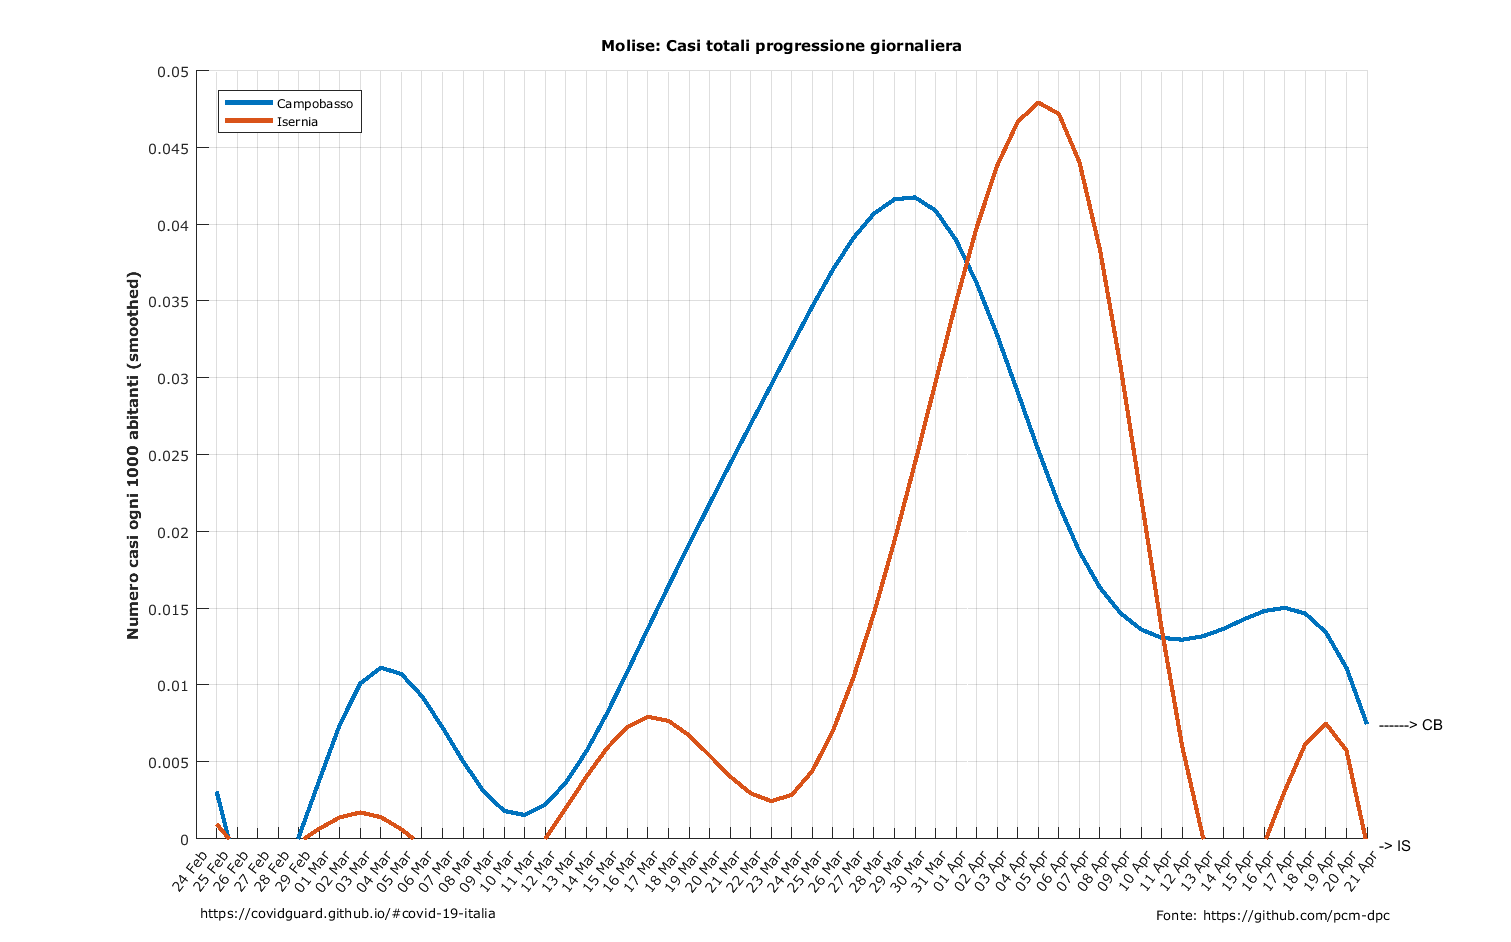 Molise: Casi totali progressione giornaliera
Campobasso
Isernia
Numero casi ogni 1000 abitanti (smoothed)
0.05
0.045
0.04
0.035
0.03
0.025
0.02
0.015
0.01
0.005
0
------> CB
-> IS
24 Feb
25 Feb
26 Feb
27 Feb
28 Feb
29 Feb
01 Mar
02 Mar
03 Mar
04 Mar
05 Mar
06 Mar
07 Mar
08 Mar
09 Mar
10 Mar
11 Mar
12 Mar
13 Mar
14 Mar
15 Mar
16 Mar
17 Mar
18 Mar
19 Mar
20 Mar
21 Mar
22 Mar
23 Mar
24 Mar
25 Mar
26 Mar
27 Mar
28 Mar
29 Mar
30 Mar
31 Mar
01 Apr
02 Apr
03 Apr
04 Apr
05 Apr
06 Apr
07 Apr
08 Apr
09 Apr
10 Apr
11 Apr
12 Apr
13 Apr
14 Apr
15 Apr
16 Apr
17 Apr
18 Apr
19 Apr
20 Apr
21 Apr
https://covidguard.github.io/#covid-19-italia
Fonte: https://github.com/pcm-dpc